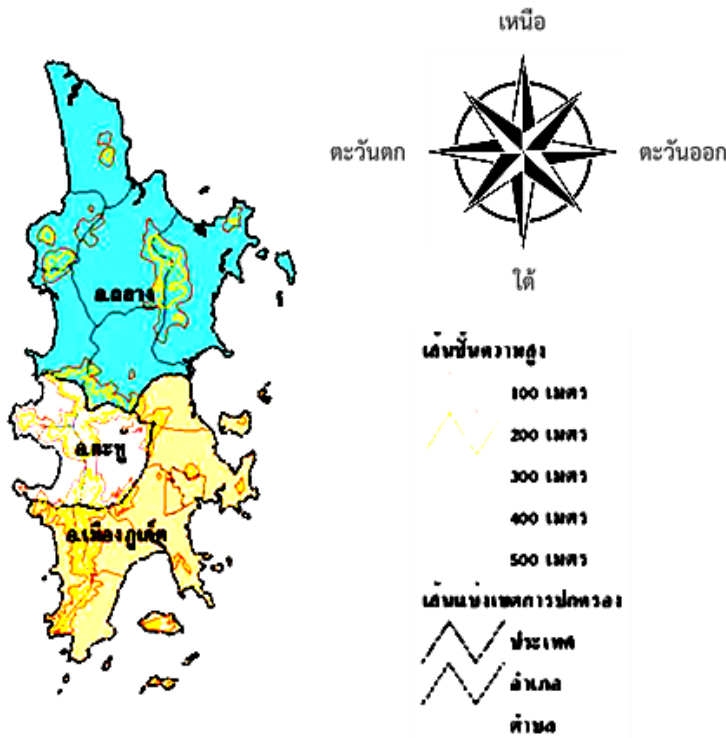 เหนือ
ตะวันตก
ตะวันออก
ใต้
อ.ถลาง
อ.กะทู้
อ.เมืองภูเก็ต
เส้นชั้นความสูง
100 เมตร
200 เมตร
300 เมตร
400 เมตร
500 เมตร
เส้นแบ่งเขตการปกครอง
ประเทศ
อำเภอ
ตำบล